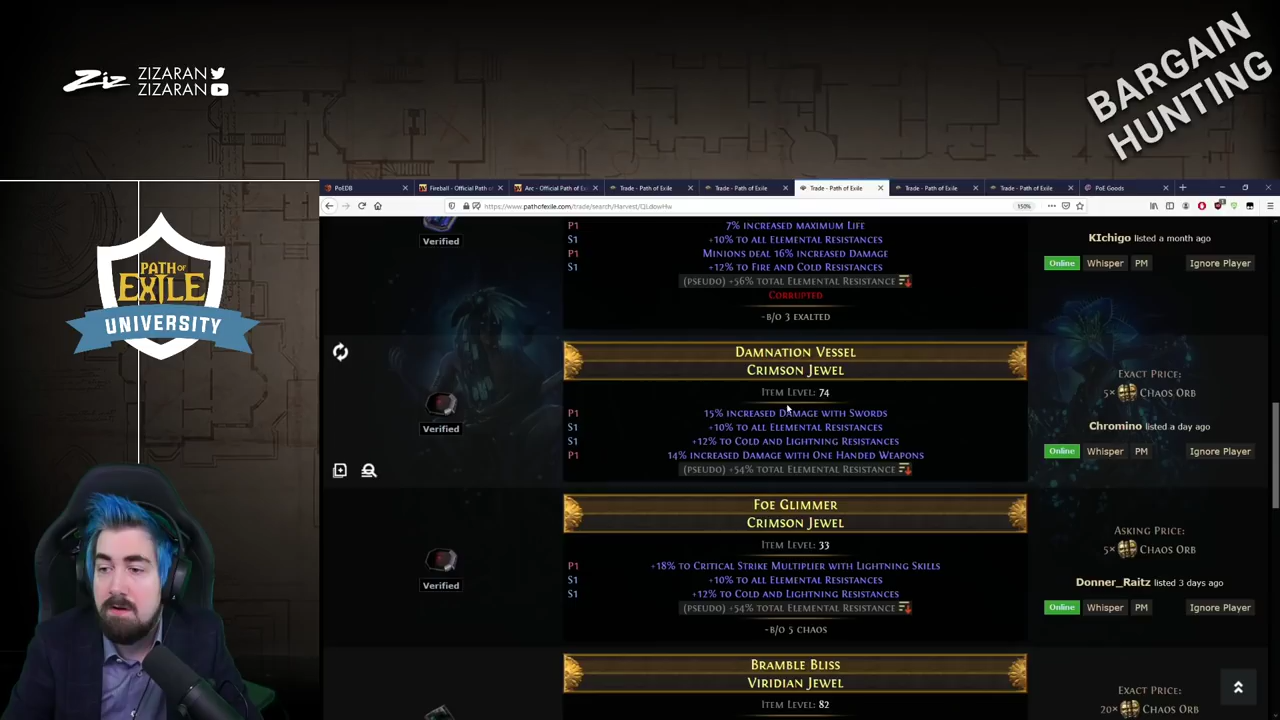 BARGAIN
HUNTING
Ziz
ZIZARAN
ZIZARAN
PoEDB
Fireball - Official Path of
Arc - Official Path of Ex
Trade - Path of Exile
Trade - Path of Exile
Trade - Path of Exile
Trade - Path of Exile
Trade - Path of Exile
PoE Goods
https://www.pathofexile.com/trade/search/Harvest/QLdowHw
150%
PATH OF
EXILE
UNIVERSITY
Verified
P1 7% increased maximum Life
S1 +10% to all Elemental Resistances
P1 Minions deal 16% increased Damage
S1 +12% to Fire and Cold Resistances
(pseudo) +56% total Elemental Resistance
Corrupted
~b/o 3 exalted
KIchigo listed a month ago
Online Whisper PM Ignore Player
Damnation Vessel
Crimson Jewel
Item Level: 74
Verified
P1 15% increased Damage with Swords
S1 +10% to all Elemental Resistances
S1 +12% to Cold and Lightning Resistances
P1 14% increased Damage with One Handed Weapons
(pseudo) +54% total Elemental Resistance
Exact Price:
5× Chaos Orb
Chromino listed a day ago
Online Whisper PM Ignore Player
Foe Glimmer
Crimson Jewel
Item Level: 33
Verified
P1 +18% to Critical Strike Multiplier with Lightning Skills
S1 +10% to all Elemental Resistances
S1 +12% to Cold and Lightning Resistances
(pseudo) +54% total Elemental Resistance
~b/o 5 chaos
Asking Price:
5× Chaos Orb
Donner_Raitz listed 3 days ago
Online Whisper PM Ignore Player
Bramble Bliss
Viridian Jewel
Item Level: 82
Exact Price:
20× Chaos Orb